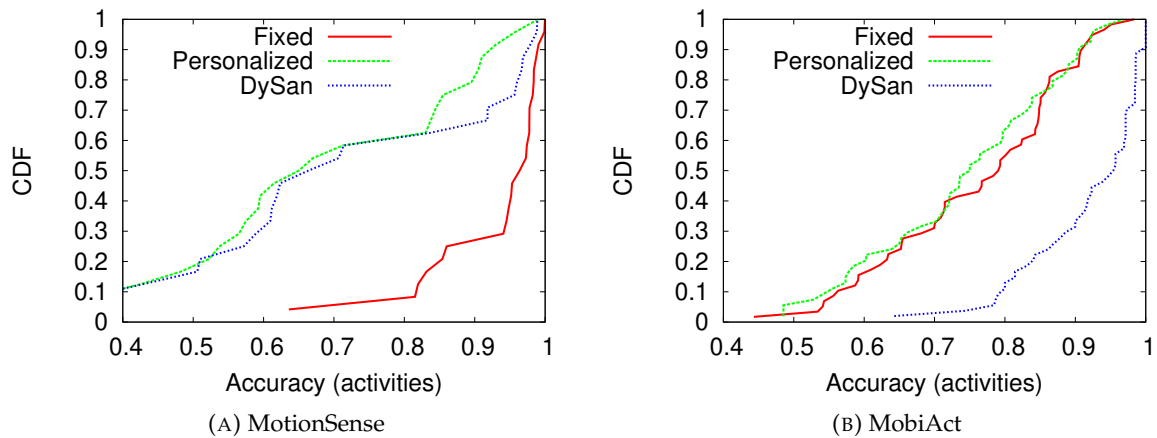 1
0.9
0.8
0.7
0.6
0.5
0.4
0.3
0.2
0.1
0
CDF
Fixed
Personalized
DySan
0.4 0.5 0.6 0.7 0.8 0.9 1
Accuracy (activities)
(A) MotionSense
1
0.9
0.8
0.7
0.6
0.5
0.4
0.3
0.2
0.1
0
CDF
Fixed
Personalized
DySan
0.4 0.5 0.6 0.7 0.8 0.9 1
Accuracy (activities)
(B) MobiAct